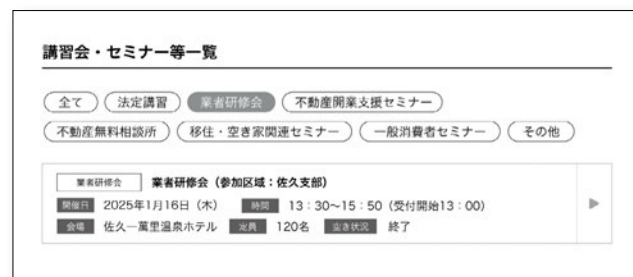 講習会・セミナー等一覧
全て 法定講習 業者研修会 不動産開業支援セミナー
不動産無料相談所 移住・空き家関連セミナー 一般消費者セミナー その他
業者研修会 業者研修会（参加区域：佐久支部）
開催日 2025年1月16日（木） 時間 13：30〜15：50（受付開始13：00）
会場 佐久一萬里温泉ホテル 定員 120名 空き状況 終了